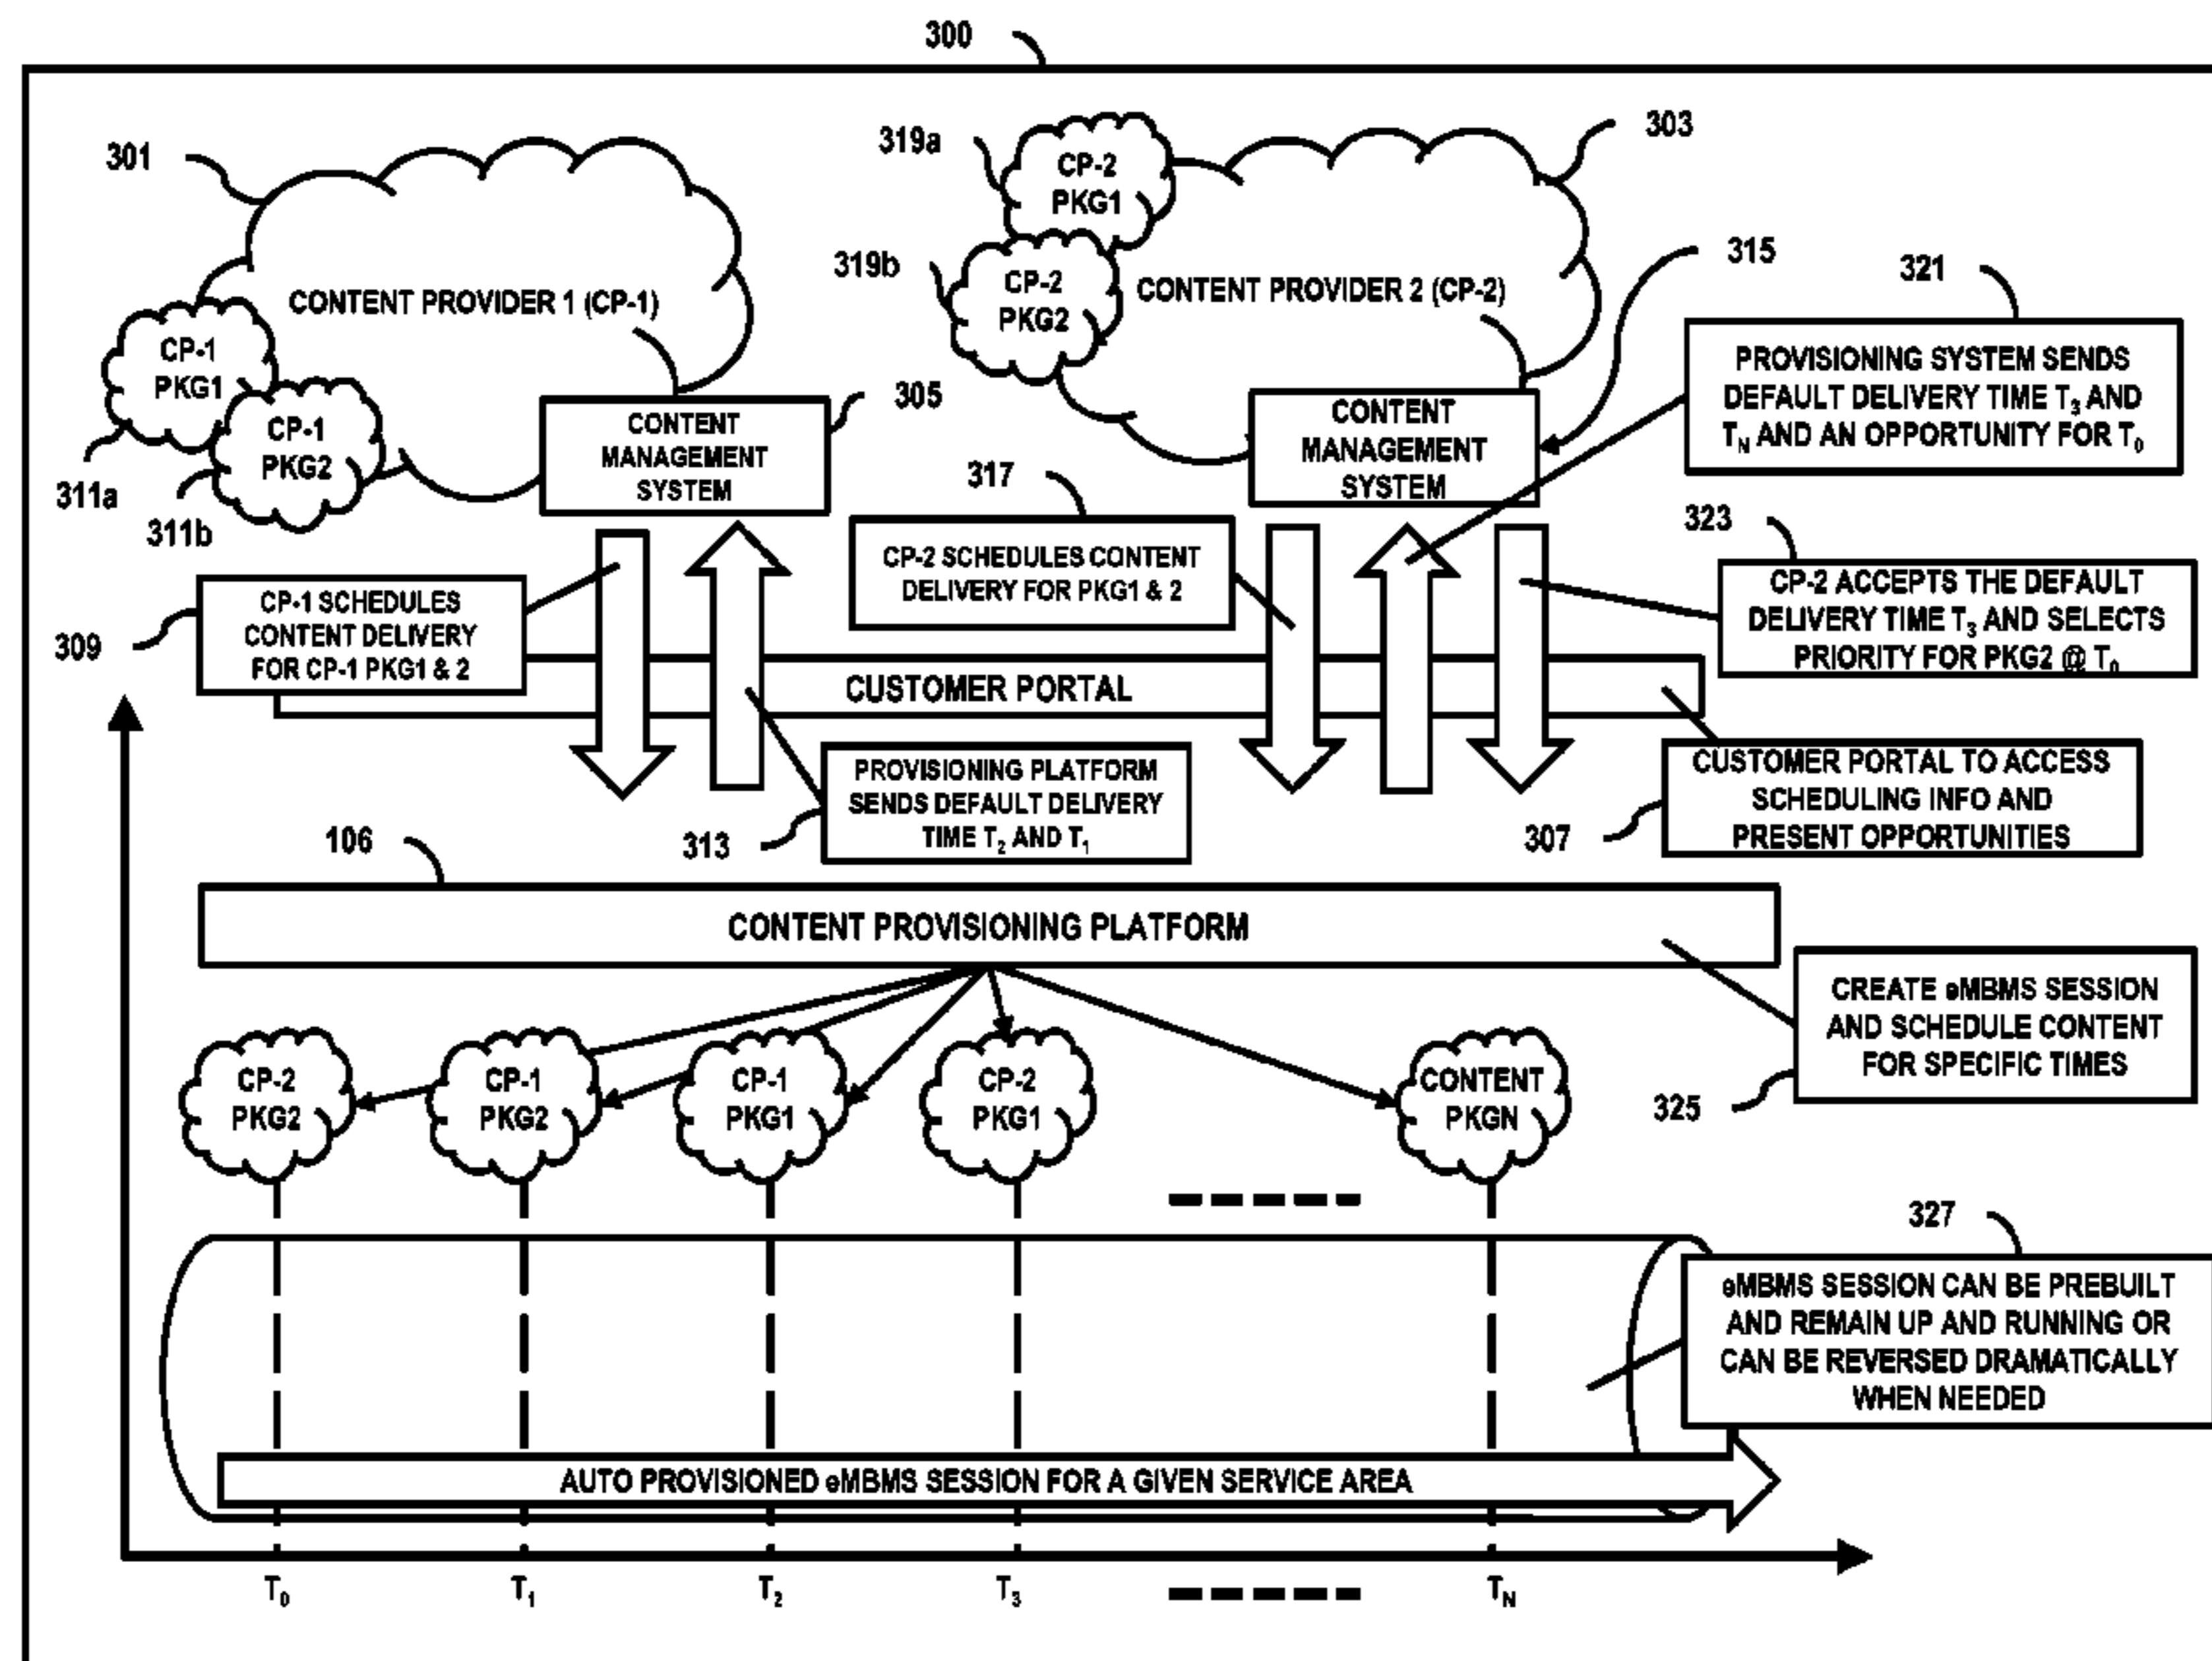 300
301
319a
CP-2
PKG1
303
319b
CP-2
PKG2
315
321
CONTENT PROVIDER 1 (CP-1)
CONTENT PROVIDER 2 (CP-2)
CP-1
PKG1
CP-1
PKG2
311a
311b
CONTENT
MANAGEMENT
SYSTEM
305
CONTENT
MANAGEMENT
SYSTEM
PROVISIONING SYSTEM SENDS
DEFAULT DELIVERY TIME T3 AND
TN AND AN OPPORTUNITY FOR T0
317
CP-2 SCHEDULES CONTENT
DELIVERY FOR PKG1 & 2
323
CP-2 ACCEPTS THE DEFAULT
DELIVERY TIME T3 AND SELECTS
PRIORITY FOR PKG2 @ T0
309
CP-1 SCHEDULES
CONTENT DELIVERY
FOR CP-1 PKG1 & 2
CUSTOMER PORTAL
PROVISIONING PLATFORM
SENDS DEFAULT DELIVERY
TIME T2 AND T1
313
CUSTOMER PORTAL TO ACCESS
SCHEDULING INFO AND
PRESENT OPPORTUNITIES
307
106
CONTENT PROVISIONING PLATFORM
CREATE eMBMS SESSION
AND SCHEDULE CONTENT
FOR SPECIFIC TIMES
325
CP-2
PKG2
CP-1
PKG2
CP-1
PKG1
CP-2
PKG1
CONTENT
PKGN
327
eMBMS SESSION CAN BE PREBUILT
AND REMAIN UP AND RUNNING OR
CAN BE REVERSED DRAMATICALLY
WHEN NEEDED
AUTO PROVISIONED eMBMS SESSION FOR A GIVEN SERVICE AREA
T0
T1
T2
T3
TN